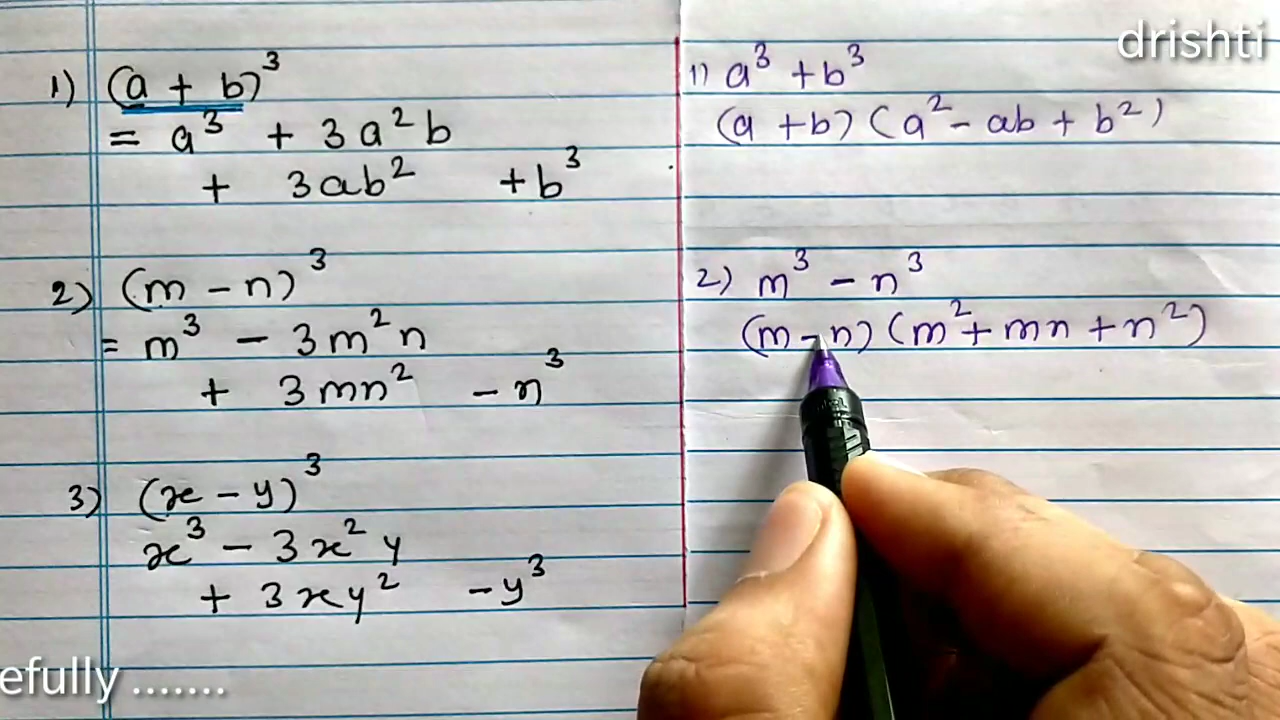 1) (a + b)³
= a³ + 3a²b
+ 3ab² + b³
2) (m - n)³
= m³ - 3m²n
+ 3mn² - n³
3) (x - y)³
x³ - 3x²y
+ 3xy² - y³
drishti
1) a³ + b³
(a + b) (a² - ab + b²)
2) m³ - n³
(m - n) (m² + mn + n²)
efully .......